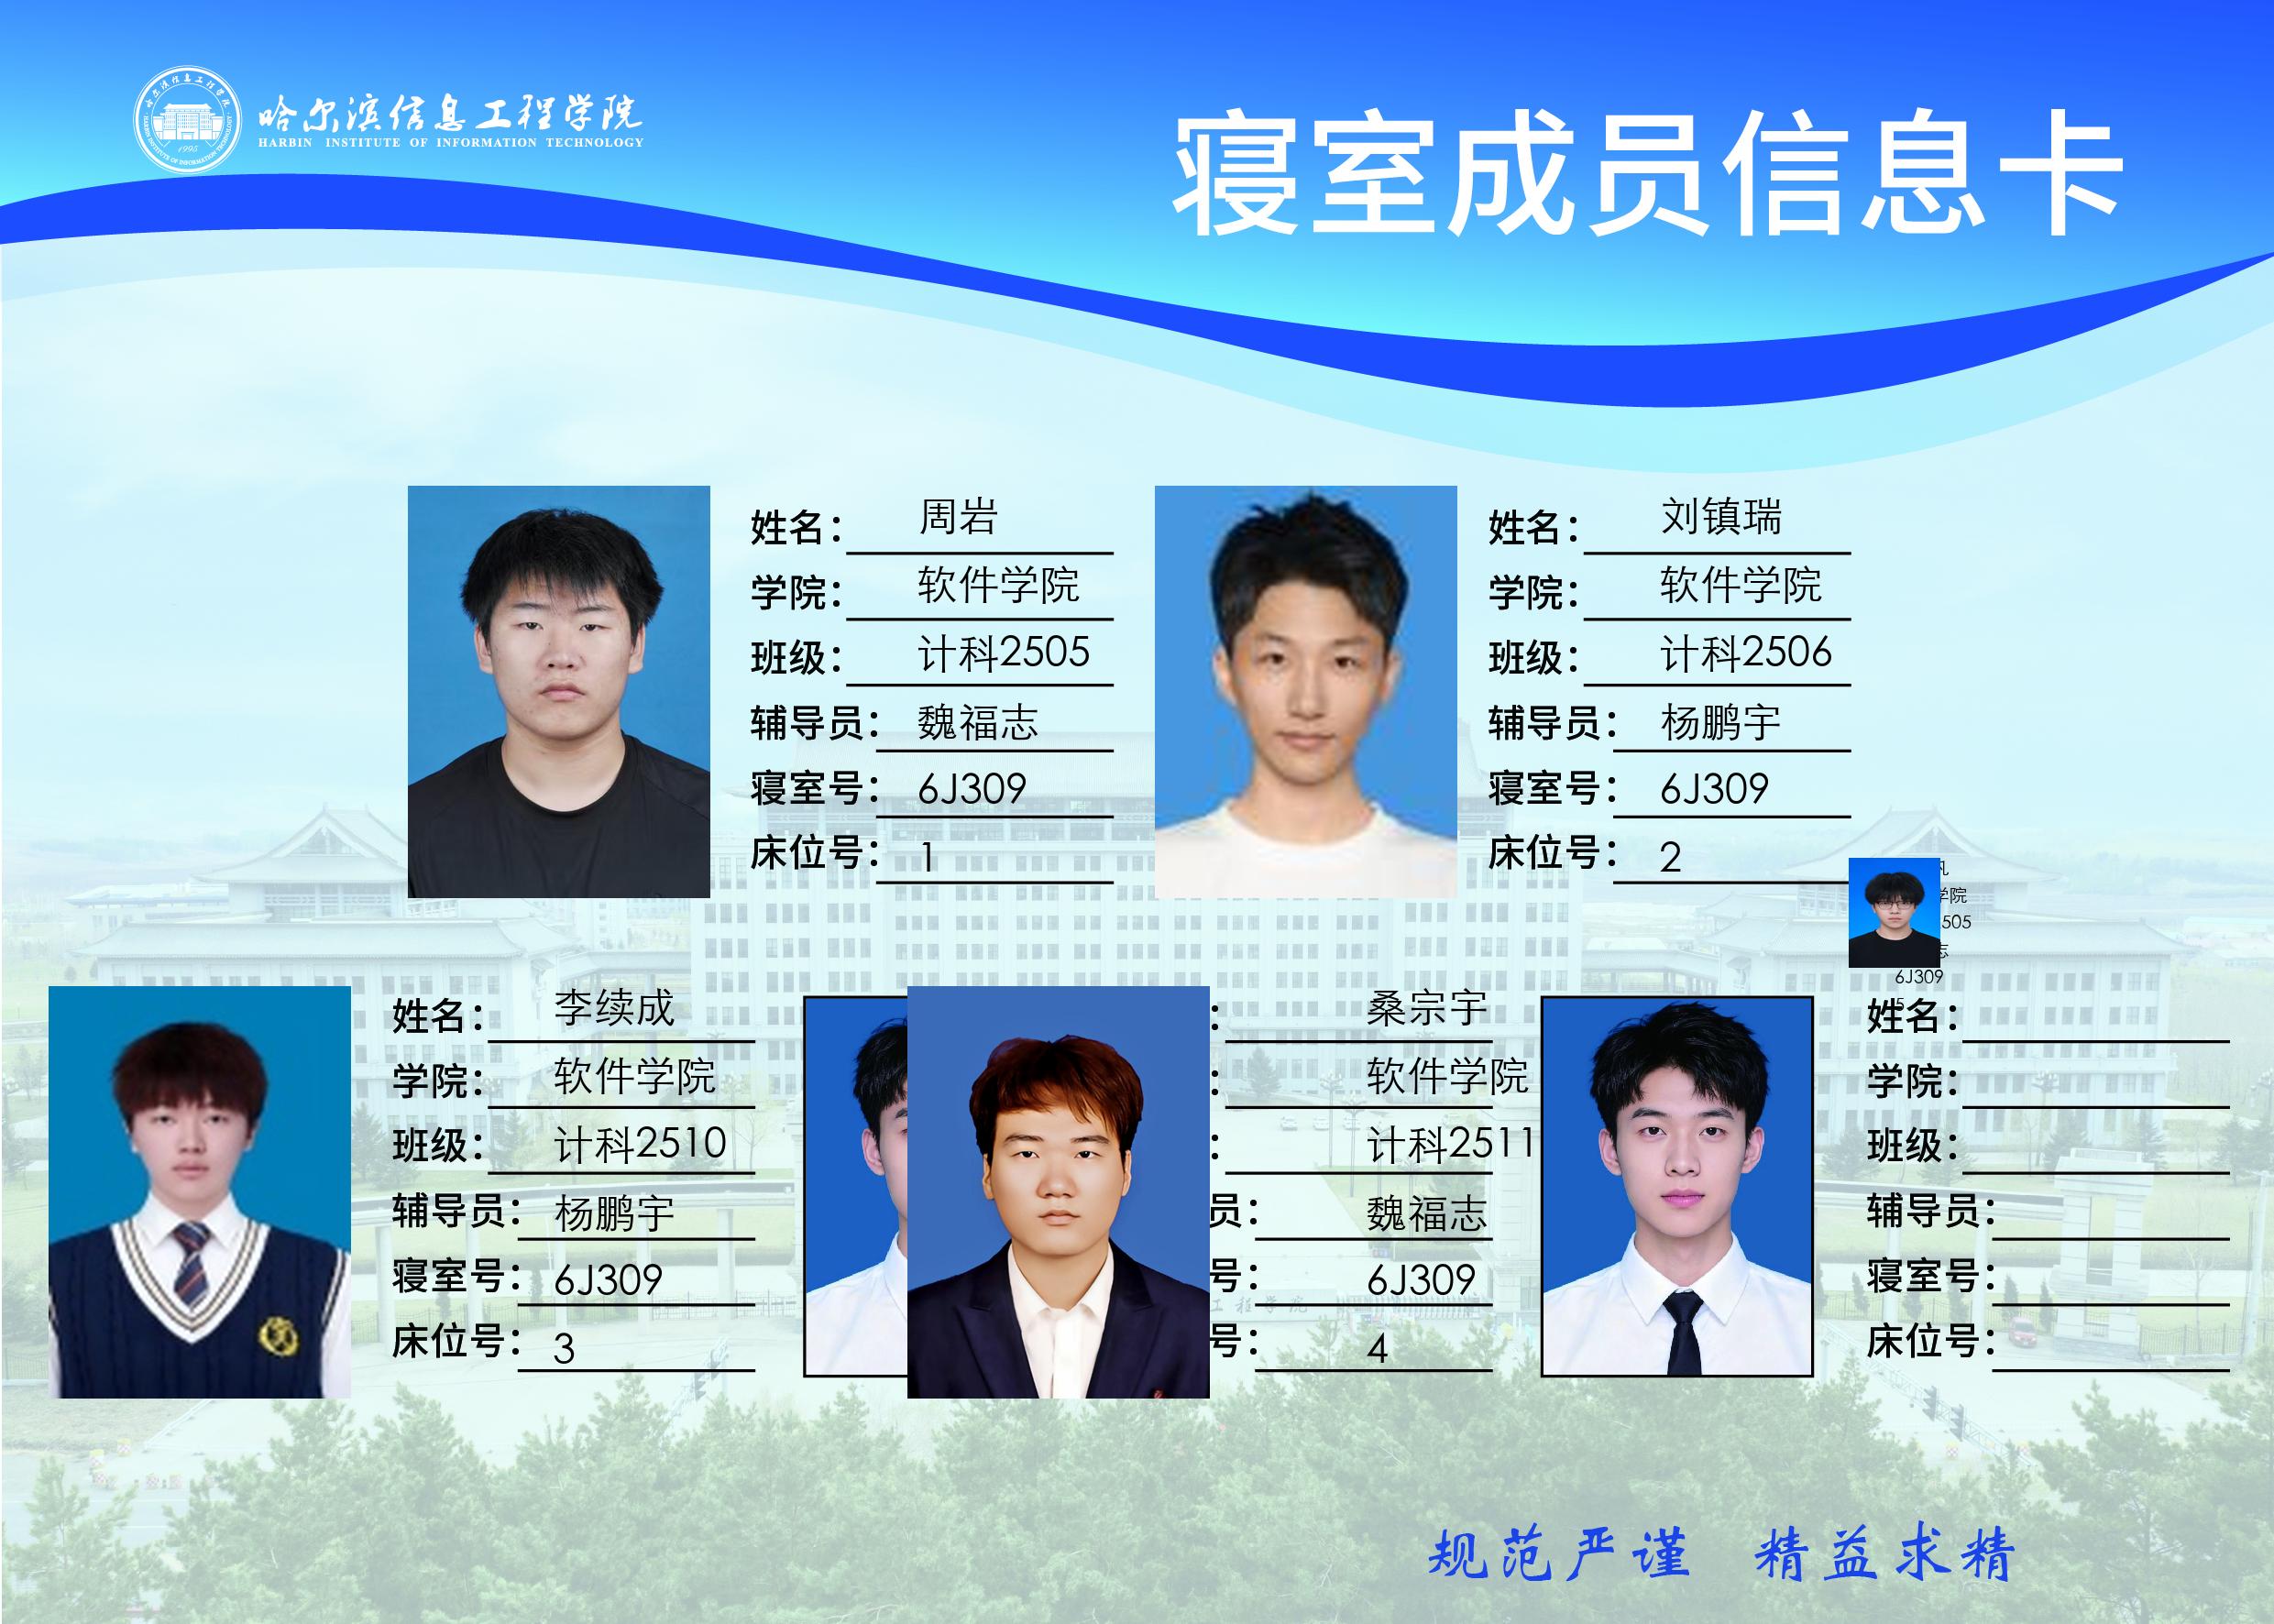 哈尔滨信息工程学院
HARBIN INSTITUTE OF INFORMATION TECHNOLOGY
1995
寝室成员信息卡
姓名： 周岩
学院： 软件学院
班级： 计科2505
辅导员： 魏福志
寝室号： 6J309
床位号： 1
姓名： 刘镇瑞
学院： 软件学院
班级： 计科2506
辅导员： 杨鹏宇
寝室号： 6J309
床位号： 2
凡
学院
505
志
6J309
姓名： 李续成
学院： 软件学院
班级： 计科2510
辅导员： 杨鹏宇
寝室号： 6J309
床位号： 3
： 桑宗宇
： 软件学院
： 计科2511
员： 魏福志
号： 6J309
号： 4
姓名：
学院：
班级：
辅导员：
寝室号：
床位号：
规范严谨 精益求精